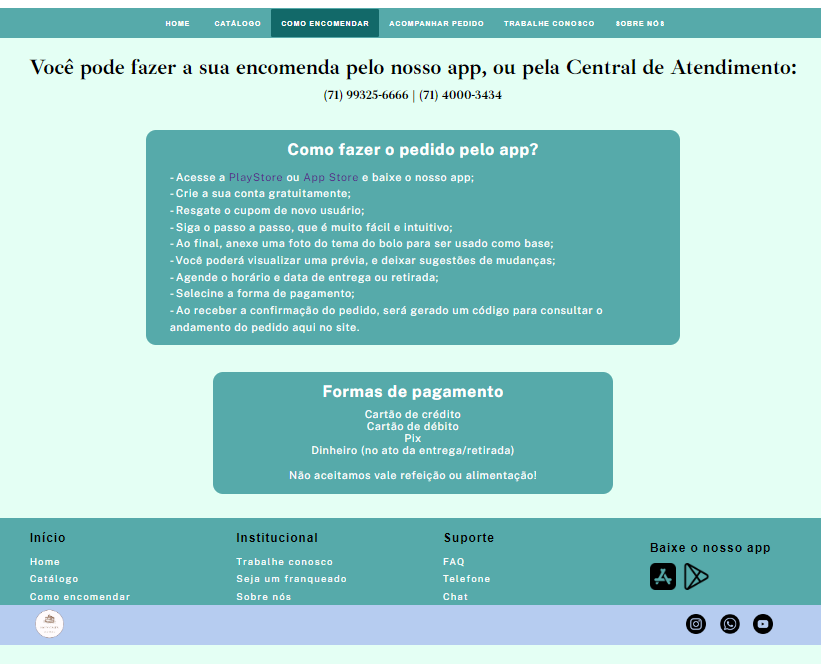 HOME CATÁLOGO COMO ENCOMENDAR ACOMPANHAR PEDIDO TRABALHE CONOSCO SOBRE NÓS
Você pode fazer a sua encomenda pelo nosso app, ou pela Central de Atendimento:
(71) 99325-6666 | (71) 4000-3434
Como fazer o pedido pelo app?
- Acesse a PlayStore ou App Store e baixe o nosso app;
- Crie a sua conta gratuitamente;
- Resgate o cupom de novo usuário;
- Siga o passo a passo, que é muito fácil e intuitivo;
- Ao final, anexe uma foto do tema do bolo para ser usado como base;
- Você poderá visualizar uma prévia, e deixar sugestões de mudanças;
- Agende o horário e data de entrega ou retirada;
- Selecine a forma de pagamento;
- Ao receber a confirmação do pedido, será gerado um código para consultar o
andamento do pedido aqui no site.
Formas de pagamento
Cartão de crédito
Cartão de débito
Pix
Dinheiro (no ato da entrega/retirada)
Não aceitamos vale refeição ou alimentação!
Início
Home
Catálogo
Como encomendar
Institucional
Trabalhe conosco
Seja um franqueado
Sobre nós
Suporte
FAQ
Telefone
Chat
Baixe o nosso app